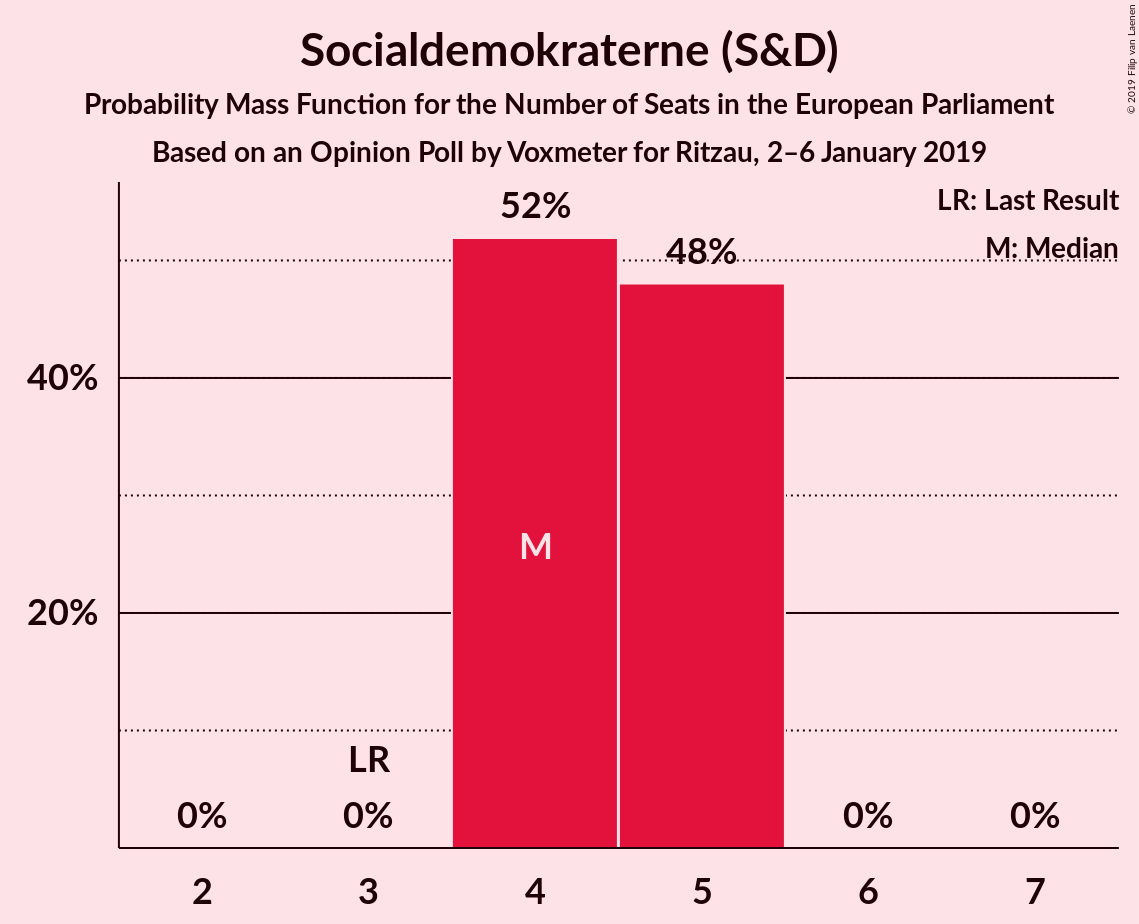 Socialdemokraterne (S&D)
Probability Mass Function for the Number of Seats in the European Parliament
Based on an Opinion Poll by Voxmeter for Ritzau, 2–6 January 2019
© 2019 Filip van Laenen
LR: Last Result
M: Median
52%
48%
40%
M
20%
LR
0%
0%
0%
0%
2
3
4
5
6
7